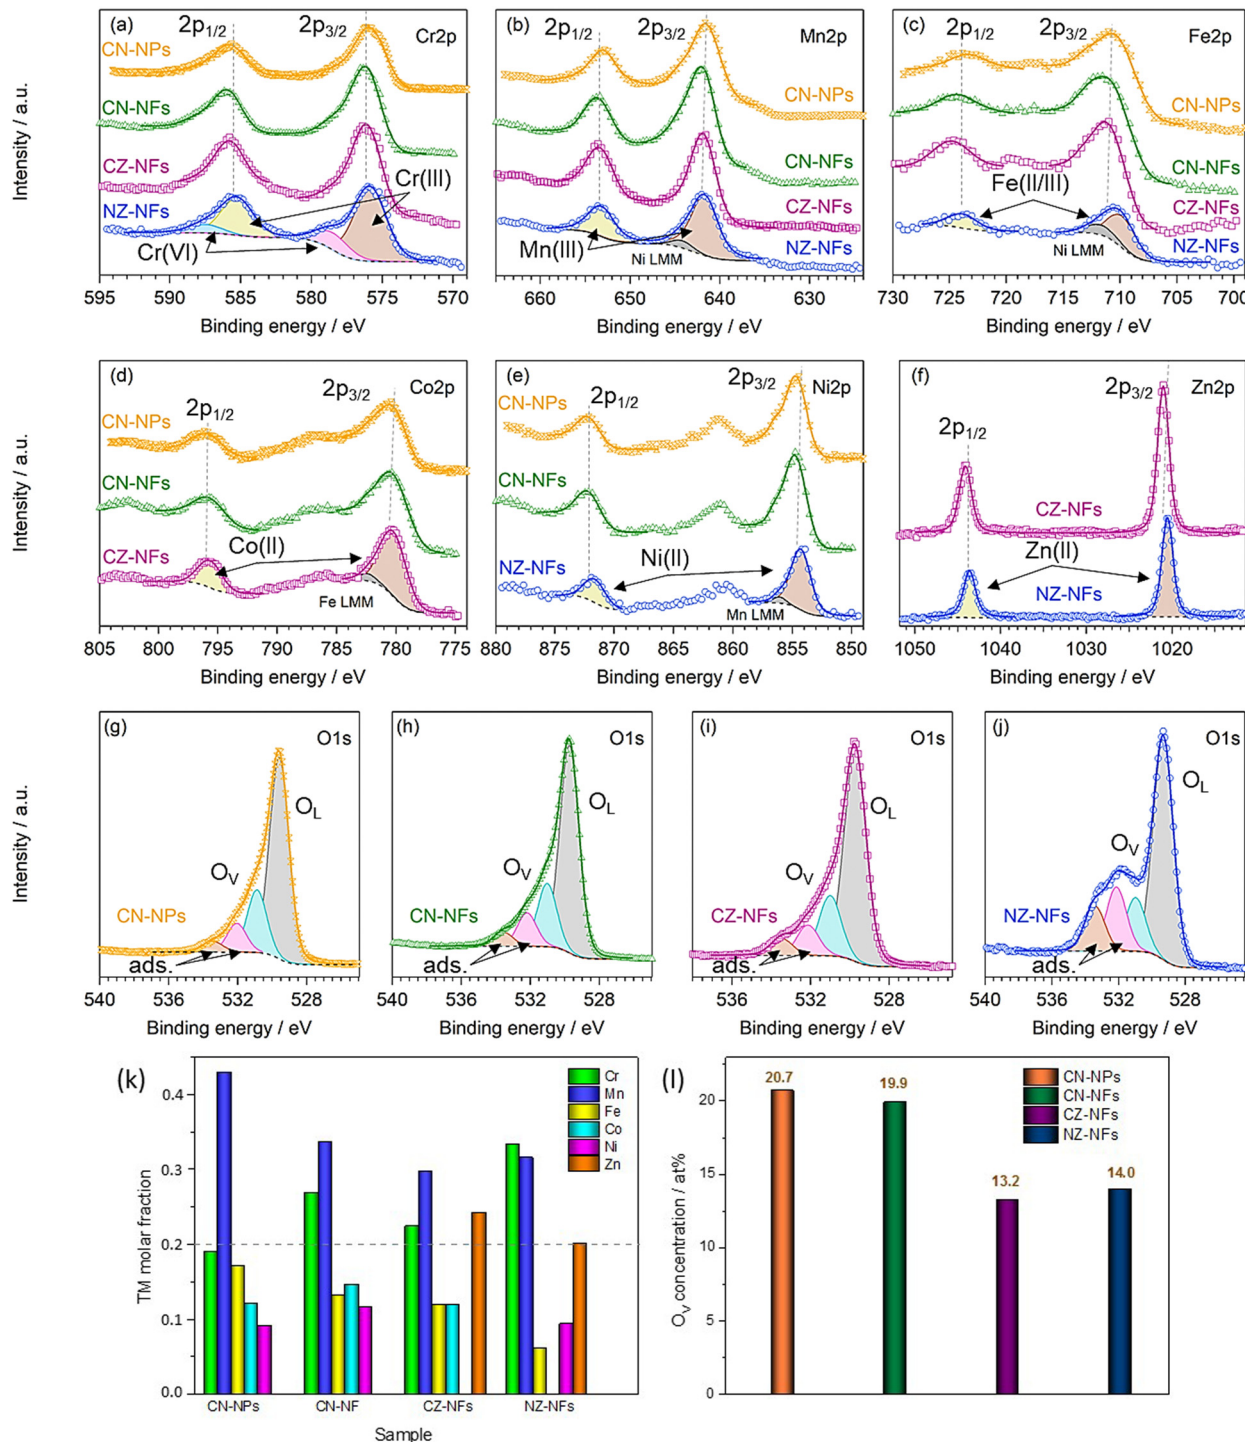 (a) 2p1/2 2p3/2 Cr2p
CN-NPs
CN-NFs
CZ-NFs
Cr(III)
NZ-NFs
Cr(VI)
595 590 585 580 575 570
Binding energy / eV
Intensity / a.u.
(b) 2p1/2 2p3/2 Mn2p
CN-NPs
CN-NFs
CZ-NFs
Mn(III) Ni LMM NZ-NFs
660 650 640 630
Binding energy / eV
(c) 2p1/2 2p3/2 Fe2p
CN-NPs
CN-NFs
Fe(II/III)
CZ-NFs
Ni LMM NZ-NFs
730 725 720 715 710 705 700
Binding energy / eV
(d) 2p3/2 Co2p
2p1/2
CN-NPs
CN-NFs
Co(II)
CZ-NFs
Fe LMM
805 800 795 790 785 780 775
Binding energy / eV
Intensity / a.u.
(e) 2p3/2 Ni2p
2p1/2
CN-NPs
CN-NFs
Ni(II)
NZ-NFs
Mn LMM
880 875 870 865 860 855 850
Binding energy / eV
(f) Zn2p
2p3/2
2p1/2
CZ-NFs
Zn(II)
NZ-NFs
1050 1040 1030 1020
Binding energy / eV
(g) O1s
OL
OV
CN-NPs
ads.
540 536 532 528
Binding energy / eV
Intensity / a.u.
(h) O1s
OL
OV
CN-NFs
ads.
540 536 532 528
Binding energy / eV
(i) O1s
OL
OV
CZ-NFs
ads.
536 532 528
Binding energy / eV
(j) O1s
OL
OV
NZ-NFs
ads.
540 536 532 528
Binding energy / eV
(k)
Cr
Mn
Fe
Co
Ni
Zn
0.4
0.3
0.2
0.1
0.0
TM molar fraction
CN-NPs CN-NF CZ-NFs NZ-NFs
Sample
(l)
CN-NPs
CN-NFs
CZ-NFs
NZ-NFs
20.7 19.9 13.2 14.0
20
15
10
5
0
OV concentration / at%